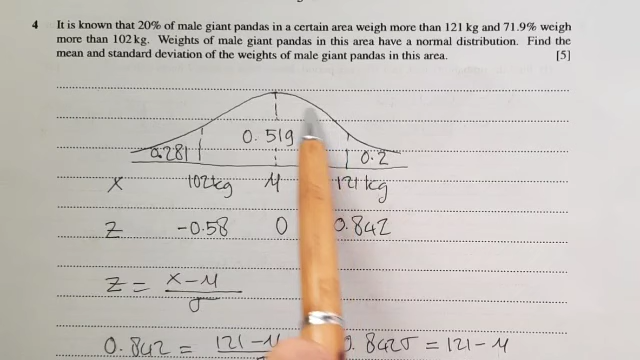 4 It is known that 20% of male giant pandas in a certain area weigh more than 121 kg and 71.9% weigh
more than 102 kg. Weights of male giant pandas in this area have a normal distribution. Find the
mean and standard deviation of the weights of male giant pandas in this area. [5]
0.281 0.519 0.2
X 102kg μ 121kg
Z -0.58 0 0.842
Z = X-μ / σ
0.842 = 121-μ 0.842σ = 121-μ